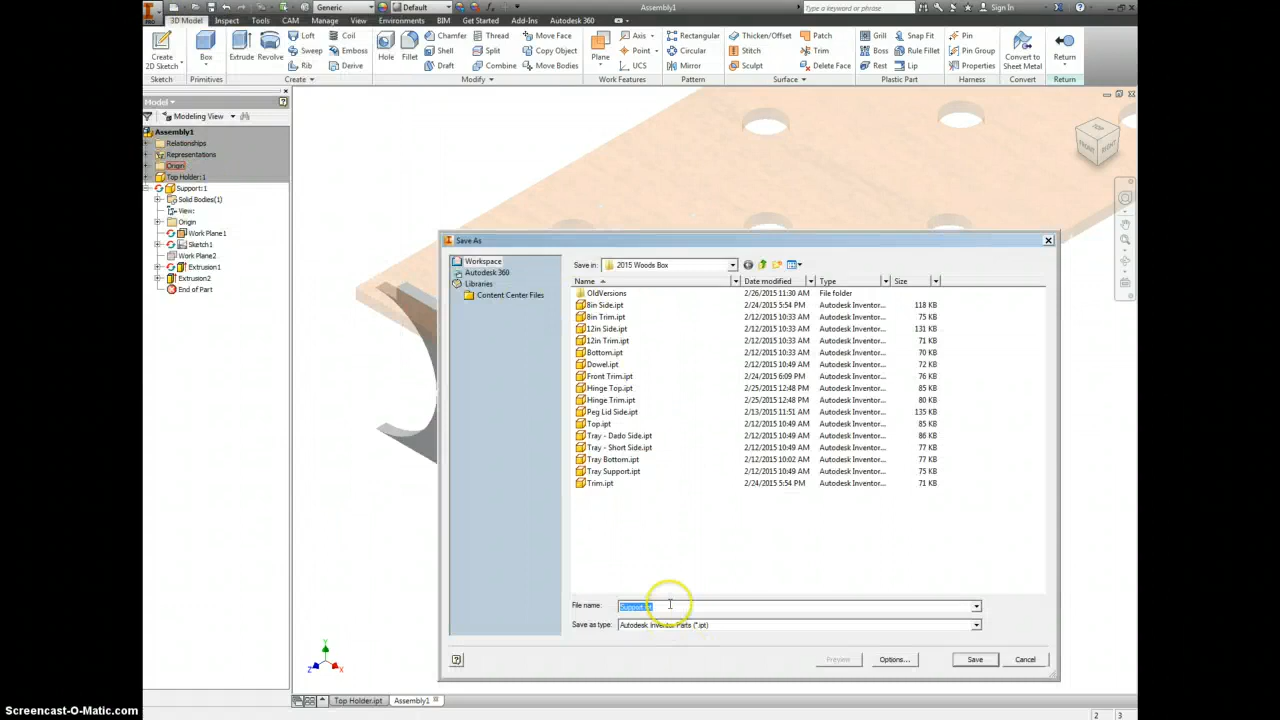 Generic
Default
Assembly1
Type here to search for keywords
Sign In
PRO
3D Model Inspect Tools CAM Manage View Environments BIM Get Started Add-Ins Autodesk 360
Create 2D Sketch
Box
Extrude Revolve
Loft Coil
Sweep Emboss
Rib Derive
Hole Fillet
Chamfer Thread Move Face
Shell Split Copy Object
Draft Combine Move Bodies
Plane
Axis
Point
UCS
Rectangular
Circular
Mirror
Thicken/Offset Patch
Stitch Trim
Sculpt Delete Face
Grill Snap Fit
Boss Rule Fillet
Rest Lip
Pin
Pin Group
Properties
Convert to Sheet Metal
Return
Sketch Primitives Create Modify Work Features Pattern Surface Plastic Part Harness Convert Return
Model
Modeling View
Assembly1
Relationships
Representations
Origin
Top Holder:1
Support:1
Solid Bodies(1)
View:
Origin
Work Plane1
Sketch1
Work Plane2
Extrusion1
Extrusion2
End of Part
TOP
FRONT
RIGHT
Save As
Workspace
Autodesk 360
Libraries
Content Center Files
Save in: 2015 Woods Box
Name Date modified Type Size
OldVersions 2/26/2015 11:30 AM File folder
8in Side.ipt 2/24/2015 5:54 PM Autodesk Inventor... 118 KB
8in Trim.ipt 2/12/2015 10:33 AM Autodesk Inventor... 75 KB
12in Side.ipt 2/12/2015 10:33 AM Autodesk Inventor... 131 KB
12in Trim.ipt 2/12/2015 10:33 AM Autodesk Inventor... 71 KB
Bottom.ipt 2/12/2015 10:33 AM Autodesk Inventor... 70 KB
Dowel.ipt 2/12/2015 10:49 AM Autodesk Inventor... 72 KB
Front Trim.ipt 2/24/2015 6:09 PM Autodesk Inventor... 76 KB
Hinge Top.ipt 2/25/2015 12:48 PM Autodesk Inventor... 85 KB
Hinge Trim.ipt 2/25/2015 12:48 PM Autodesk Inventor... 80 KB
Peg Lid Side.ipt 2/13/2015 11:51 AM Autodesk Inventor... 135 KB
Top.ipt 2/12/2015 10:49 AM Autodesk Inventor... 85 KB
Tray - Dado Side.ipt 2/12/2015 10:49 AM Autodesk Inventor... 86 KB
Tray - Short Side.ipt 2/12/2015 10:49 AM Autodesk Inventor... 77 KB
Tray Bottom.ipt 2/12/2015 10:02 AM Autodesk Inventor... 77 KB
Tray Support.ipt 2/12/2015 10:49 AM Autodesk Inventor... 75 KB
Trim.ipt 2/24/2015 5:54 PM Autodesk Inventor... 71 KB
File name: Support.ipt
Save as type: Autodesk Inventor Parts (*.ipt)
Preview Options... Save Cancel
Y
Z X
Top Holder.ipt Assembly1
2 3
Screencast-O-Matic.com